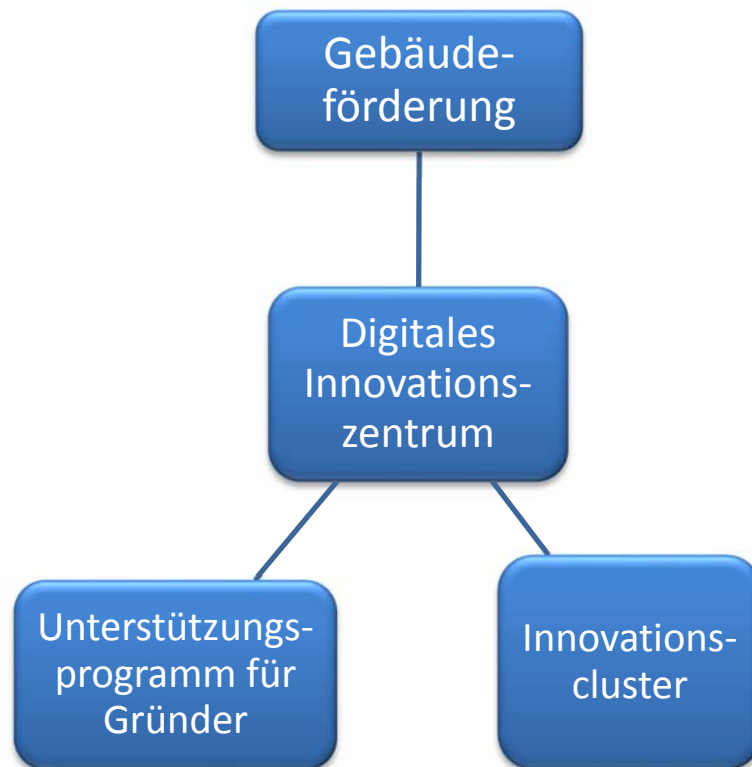 Gebäude-
förderung
Digitales
Innovations-
zentrum
Unterstützungs-
programm für
Gründer
Innovations-
cluster